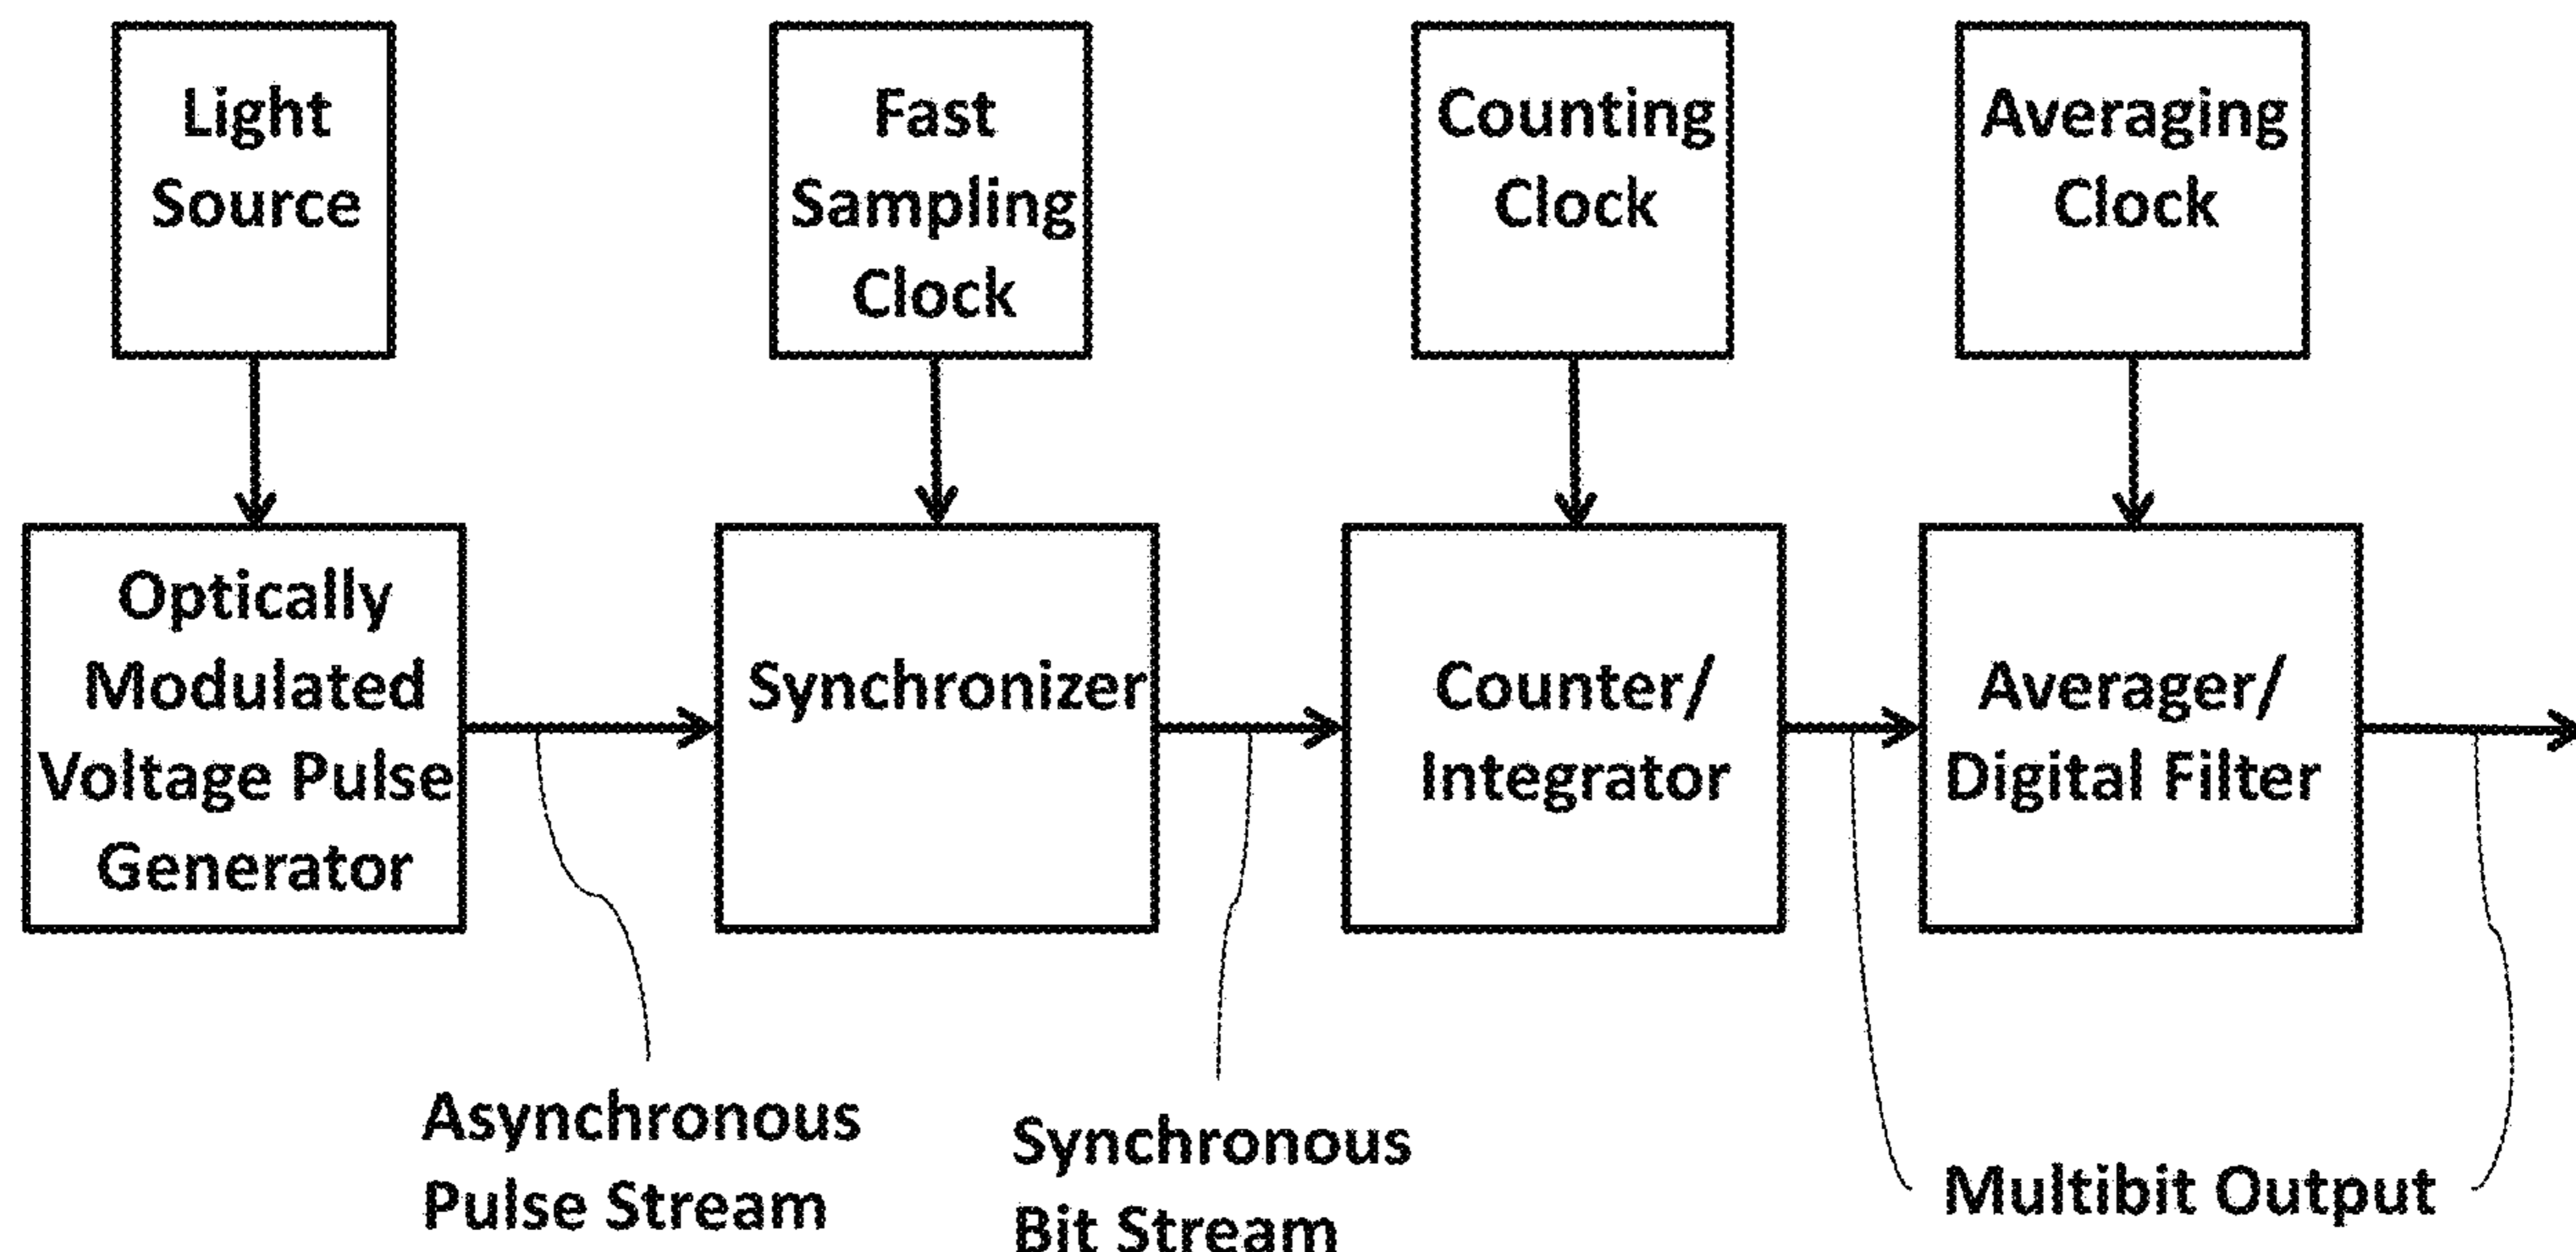 Light
Source
Fast
Sampling
Clock
Counting
Clock
Averaging
Clock
Optically
Modulated
Voltage Pulse
Generator
Synchronizer
Counter/
Integrator
Averager/
Digital Filter
Asynchronous
Pulse Stream
Synchronous
Bit Stream
Multibit Output